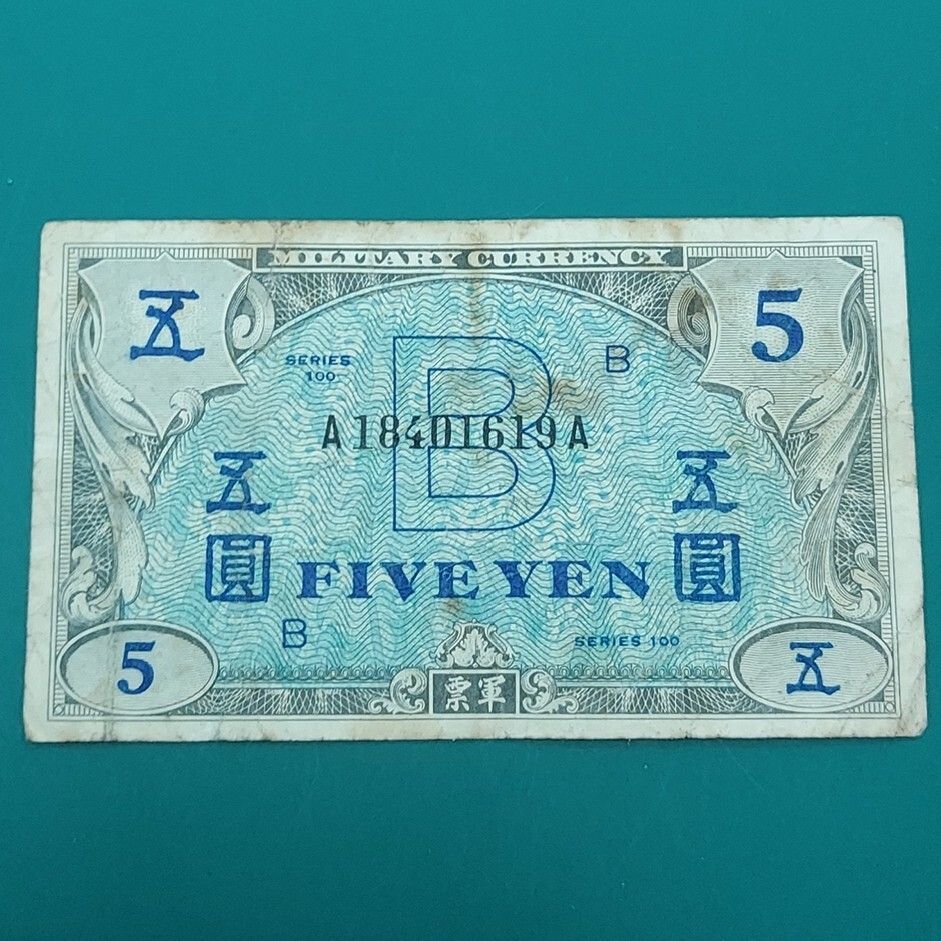 MILITARY CURRENCY
五 5
SERIES
100
B
B
A18401619A
五 五
圓 FIVE YEN 圓
B SERIES 100
5 五
票軍